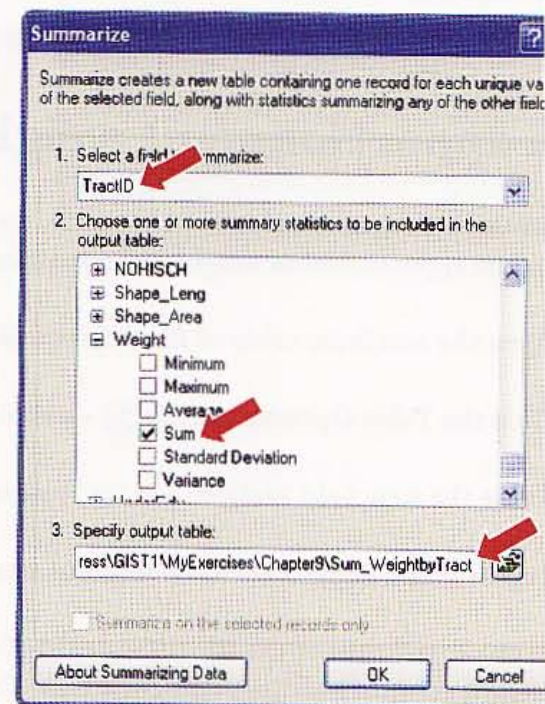 Summarize
?
Summarize creates a new table containing one record for each unique va
of the selected field, along with statistics summarizing any of the other field
1. Select a field mmarize:
TractID
2. Choose one or more summary statistics to be included in the
output table:
NOHISCH
Shape_Leng
Shape_Area
Weight
Minimum
Maximum
Average
Sum
Standard Deviation
Variance
3. Specify output table:
ress\GIST1\MyExercises\Chapter9\Sum_WeightbyTract
Summarize on the selected records only
About Summarizing Data
OK
Cancel